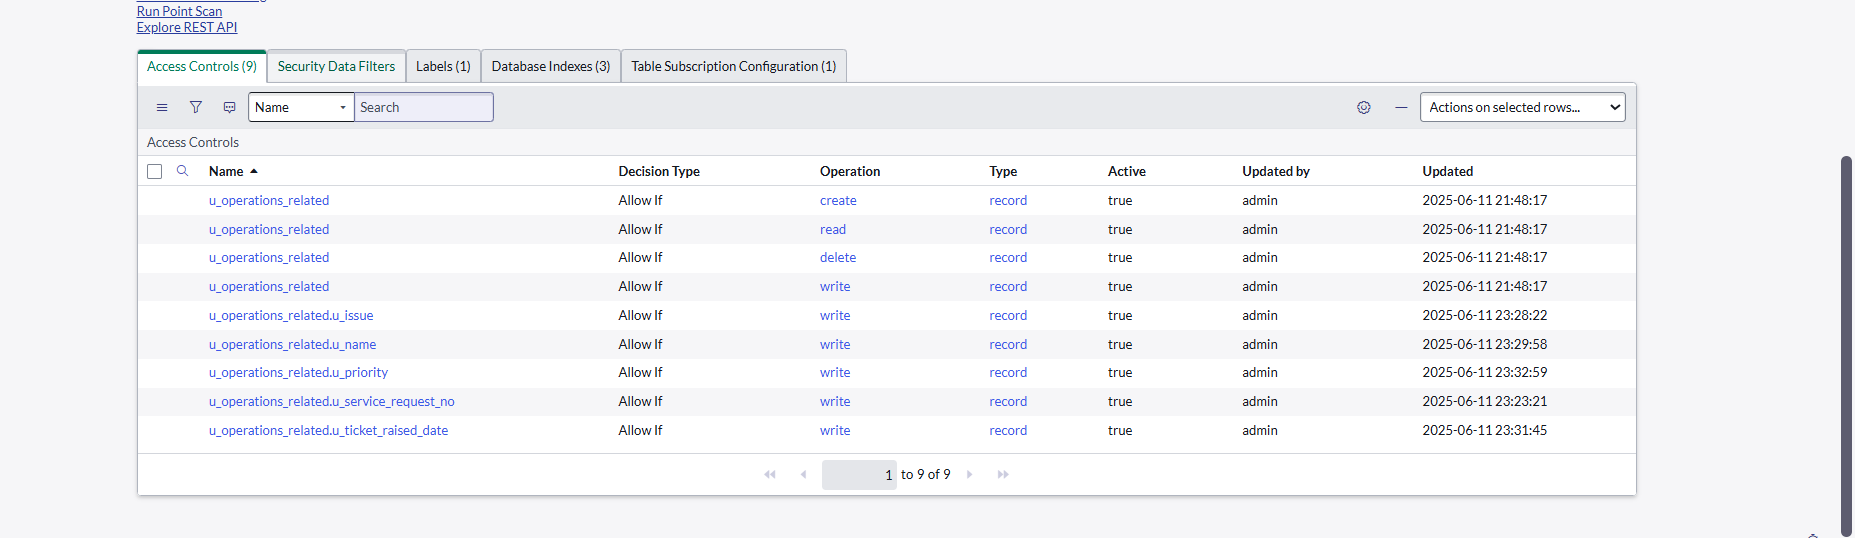 Run Point Scan
Explore REST API
Access Controls (9) Security Data Filters Labels (1) Database Indexes (3) Table Subscription Configuration (1)
Name Search Actions on selected rows...
Access Controls
Name Decision Type Operation Type Active Updated by Updated
u_operations_related Allow If create record true admin 2025-06-11 21:48:17
u_operations_related Allow If read record true admin 2025-06-11 21:48:17
u_operations_related Allow If delete record true admin 2025-06-11 21:48:17
u_operations_related Allow If write record true admin 2025-06-11 21:48:17
u_operations_related.u_issue Allow If write record true admin 2025-06-11 23:28:22
u_operations_related.u_name Allow If write record true admin 2025-06-11 23:29:58
u_operations_related.u_priority Allow If write record true admin 2025-06-11 23:32:59
u_operations_related.u_service_request_no Allow If write record true admin 2025-06-11 23:23:21
u_operations_related.u_ticket_raised_date Allow If write record true admin 2025-06-11 23:31:45
1 to 9 of 9